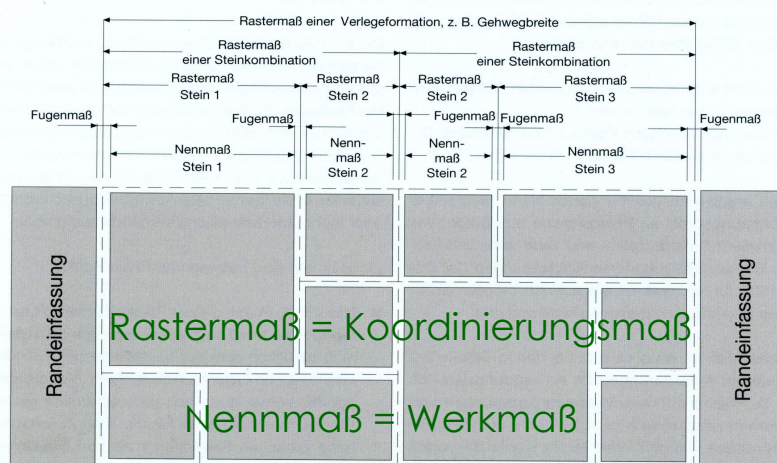 Rastermaß einer Verlegeformation, z. B. Gehwegbreite
Rastermaß
einer Steinkombination
Rastermaß
einer Steinkombination
Rastermaß
Stein 1
Rastermaß
Stein 2
Rastermaß
Stein 2
Rastermaß
Stein 3
Fugenmaß
Fugenmaß
Fugenmaß
Fugenmaß
Fugenmaß
Nennmaß
Stein 1
Nenn-
maß
Stein 2
Nenn-
maß
Stein 2
Nennmaß
Stein 3
Randeinfassung
Rastermaß = Koordinierungsmaß
Nennmaß = Werkmaß
Randeinfassung